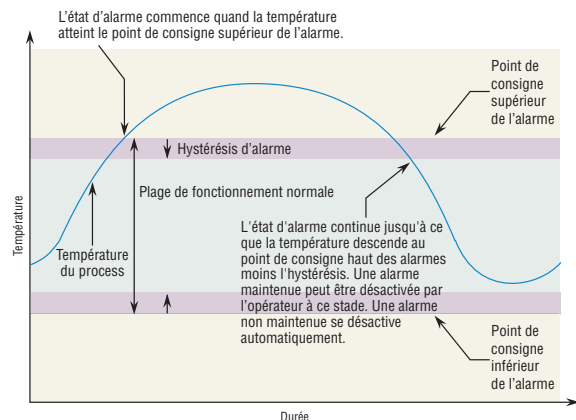 L'état d'alarme commence quand la température
atteint le point de consigne supérieur de l'alarme.
Point de
consigne
supérieur
de l'alarme
Hystérésis d'alarme
Plage de fonctionnement normale
Température
Température
du process
L'état d'alarme continue jusqu'à ce
que la température descende au
point de consigne haut des alarmes
moins l'hystérésis. Une alarme
maintenue peut être désactivée par
l'opérateur à ce stade. Une alarme
non maintenue se désactive
automatiquement.
Point de
consigne
inférieur
de l'alarme
Durée